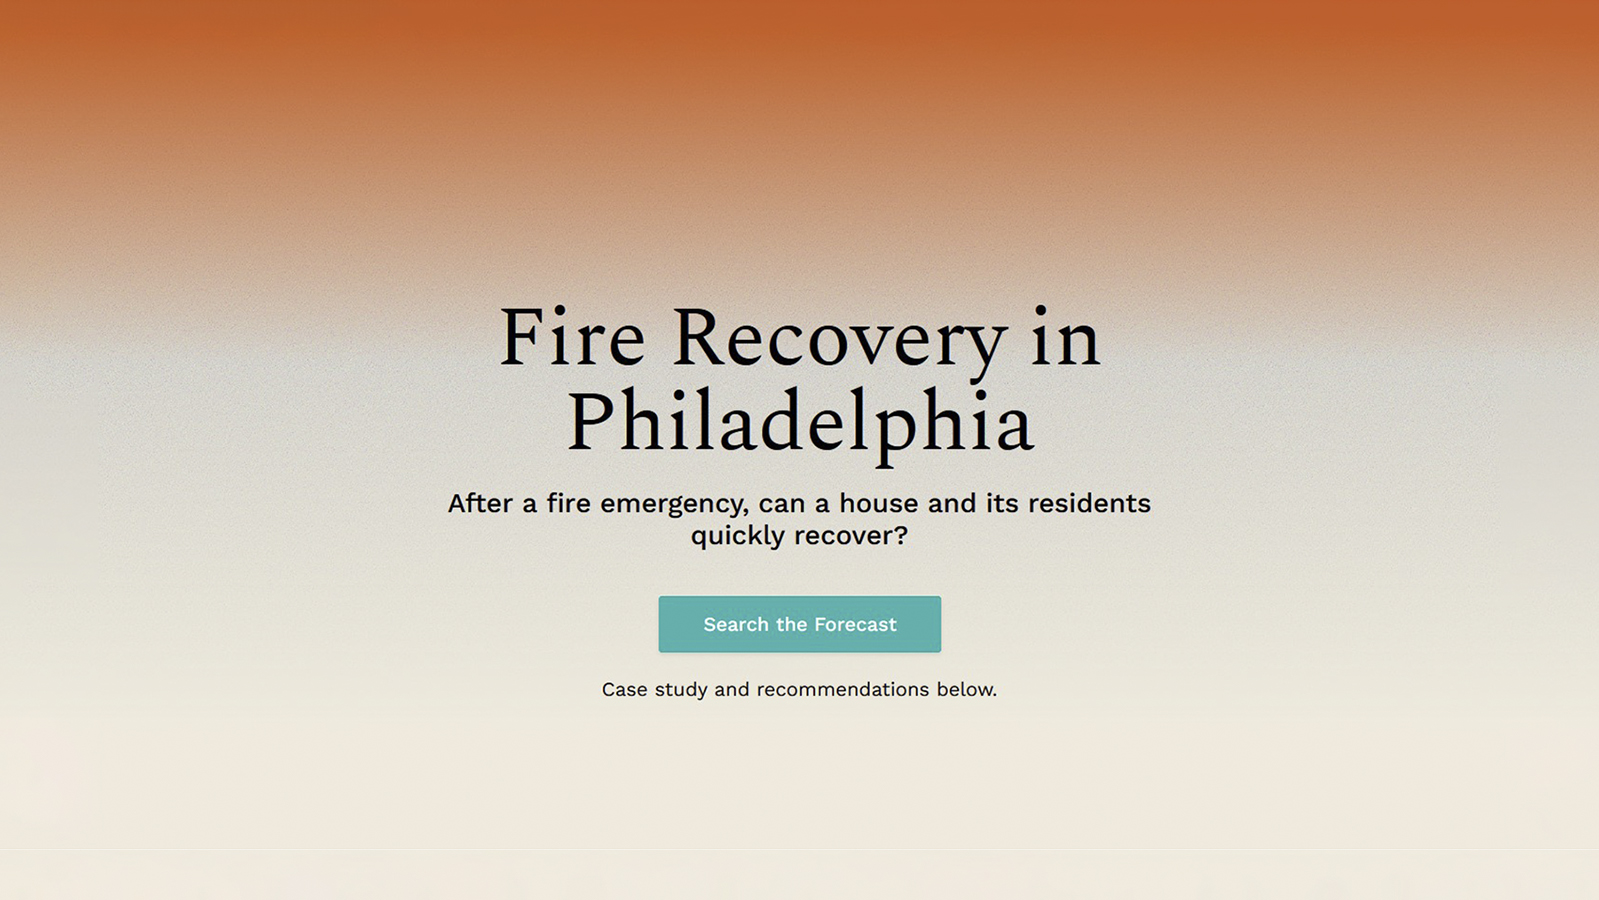 Fire Recovery in
Philadelphia
After a fire emergency, can a house and its residents
quickly recover?
Search the Forecast
Case study and recommendations below.